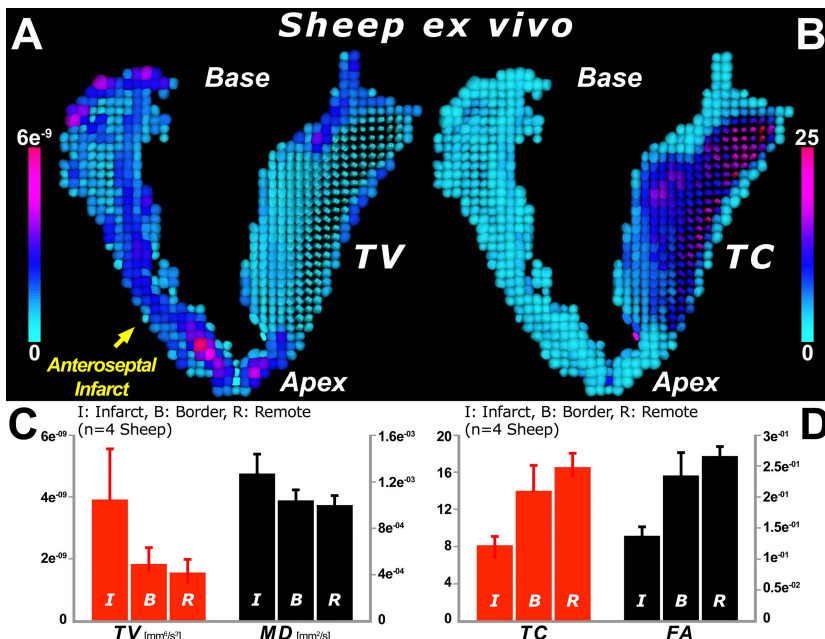 Sheep ex vivo
A
B
Base
Base
6e⁻⁹
25
TV
TC
0
0
Anteroseptal
Infarct
Apex
Apex
C
I: Infarct, B: Border, R: Remote
(n=4 Sheep)
I: Infarct, B: Border, R: Remote
(n=4 Sheep)
D
6e⁻⁰⁹
4e⁻⁰⁹
2e⁻⁰⁹
0
1.6e⁻⁰³
1.2e⁻⁰³
8e⁻⁰⁴
4e⁻⁰⁴
0
20
16
12
8
4
0
3e⁻⁰¹
2.5e⁻⁰¹
2e⁻⁰¹
1.5e⁻⁰¹
1e⁻⁰¹
0.5e⁻⁰²
0
I B R I B R
I B R I B R
TV [mm⁶/s³] MD [mm²/s]
TC FA